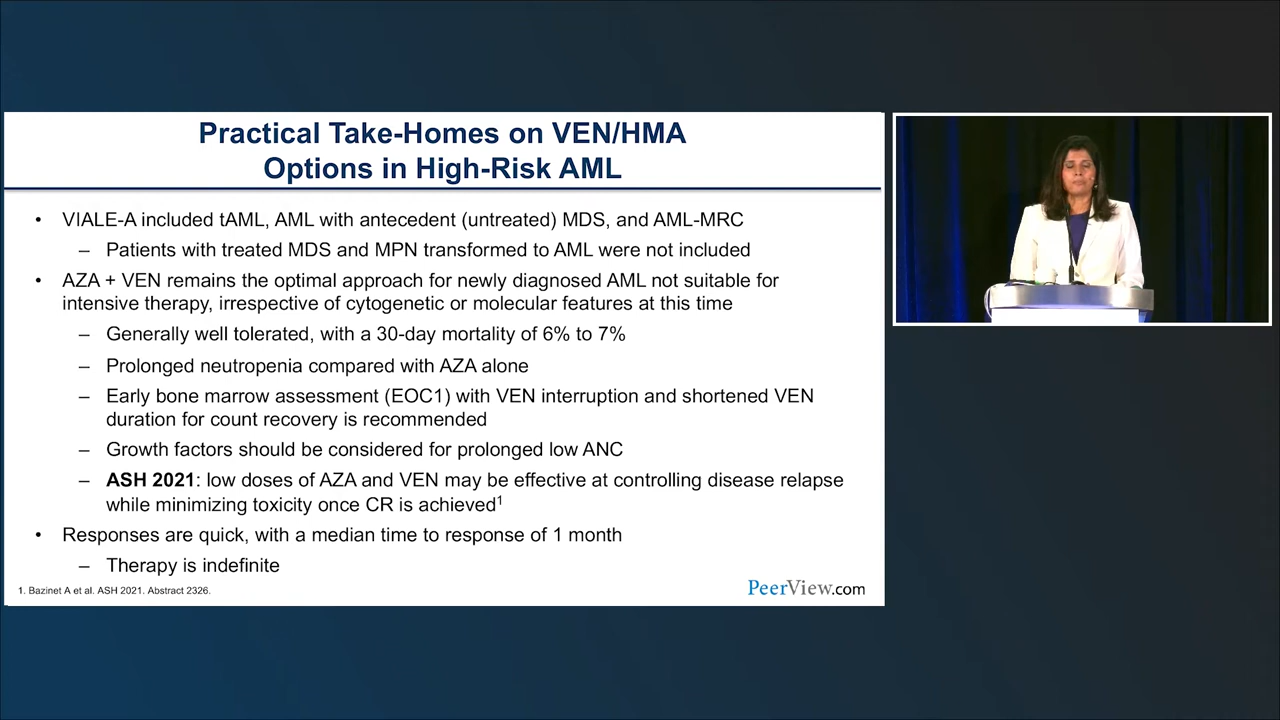 Practical Take-Homes on VEN/HMA
Options in High-Risk AML
• VIALE-A included tAML, AML with antecedent (untreated) MDS, and AML-MRC
– Patients with treated MDS and MPN transformed to AML were not included
• AZA + VEN remains the optimal approach for newly diagnosed AML not suitable for
intensive therapy, irrespective of cytogenetic or molecular features at this time
– Generally well tolerated, with a 30-day mortality of 6% to 7%
– Prolonged neutropenia compared with AZA alone
– Early bone marrow assessment (EOC1) with VEN interruption and shortened VEN
duration for count recovery is recommended
– Growth factors should be considered for prolonged low ANC
– ASH 2021: low doses of AZA and VEN may be effective at controlling disease relapse
while minimizing toxicity once CR is achieved¹
• Responses are quick, with a median time to response of 1 month
– Therapy is indefinite
1. Bazinet A et al. ASH 2021. Abstract 2326.
PeerView.com